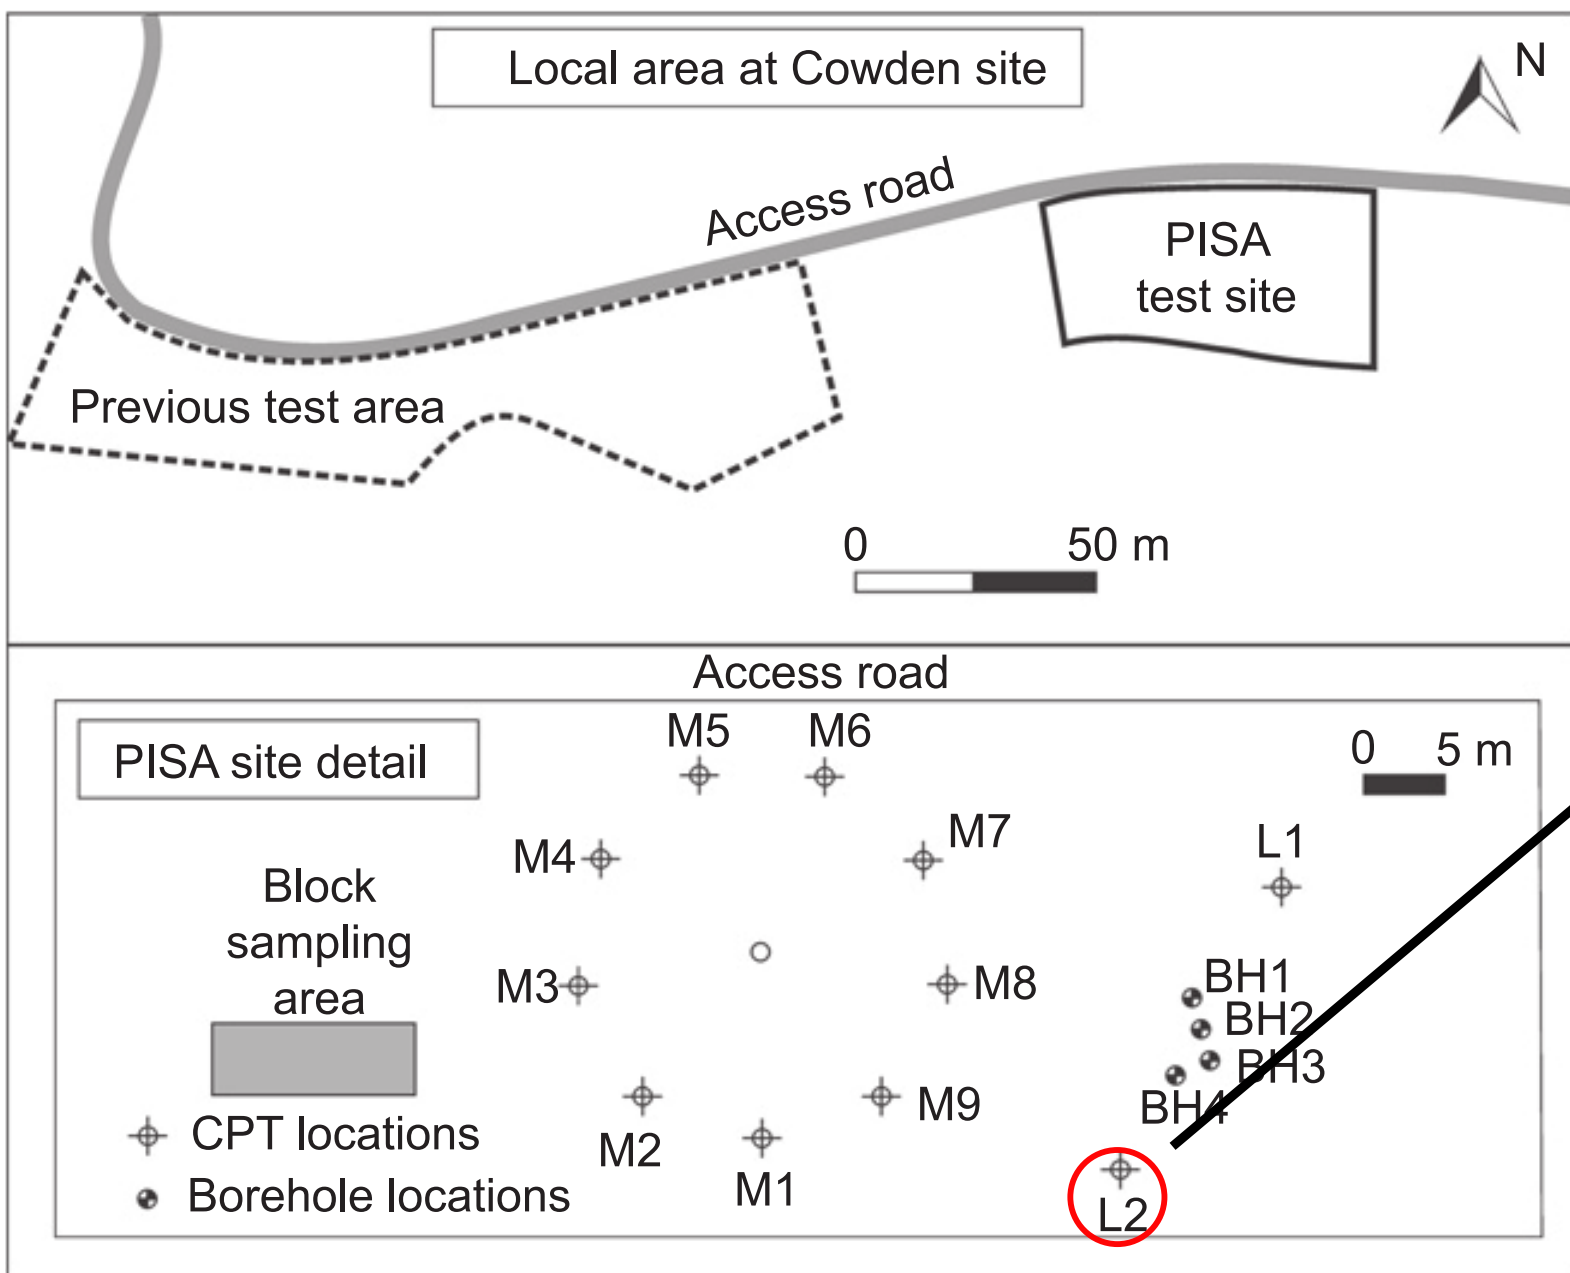 Local area at Cowden site
N
Access road
PISA
test site
Previous test area
0 50 m
Access road
PISA site detail
M5
M6
0 5 m
M4
M7
L1
Block
sampling
area
M3
M8
BH1
BH2
BH3
BH4
M2
M9
M1
L2
CPT locations
Borehole locations